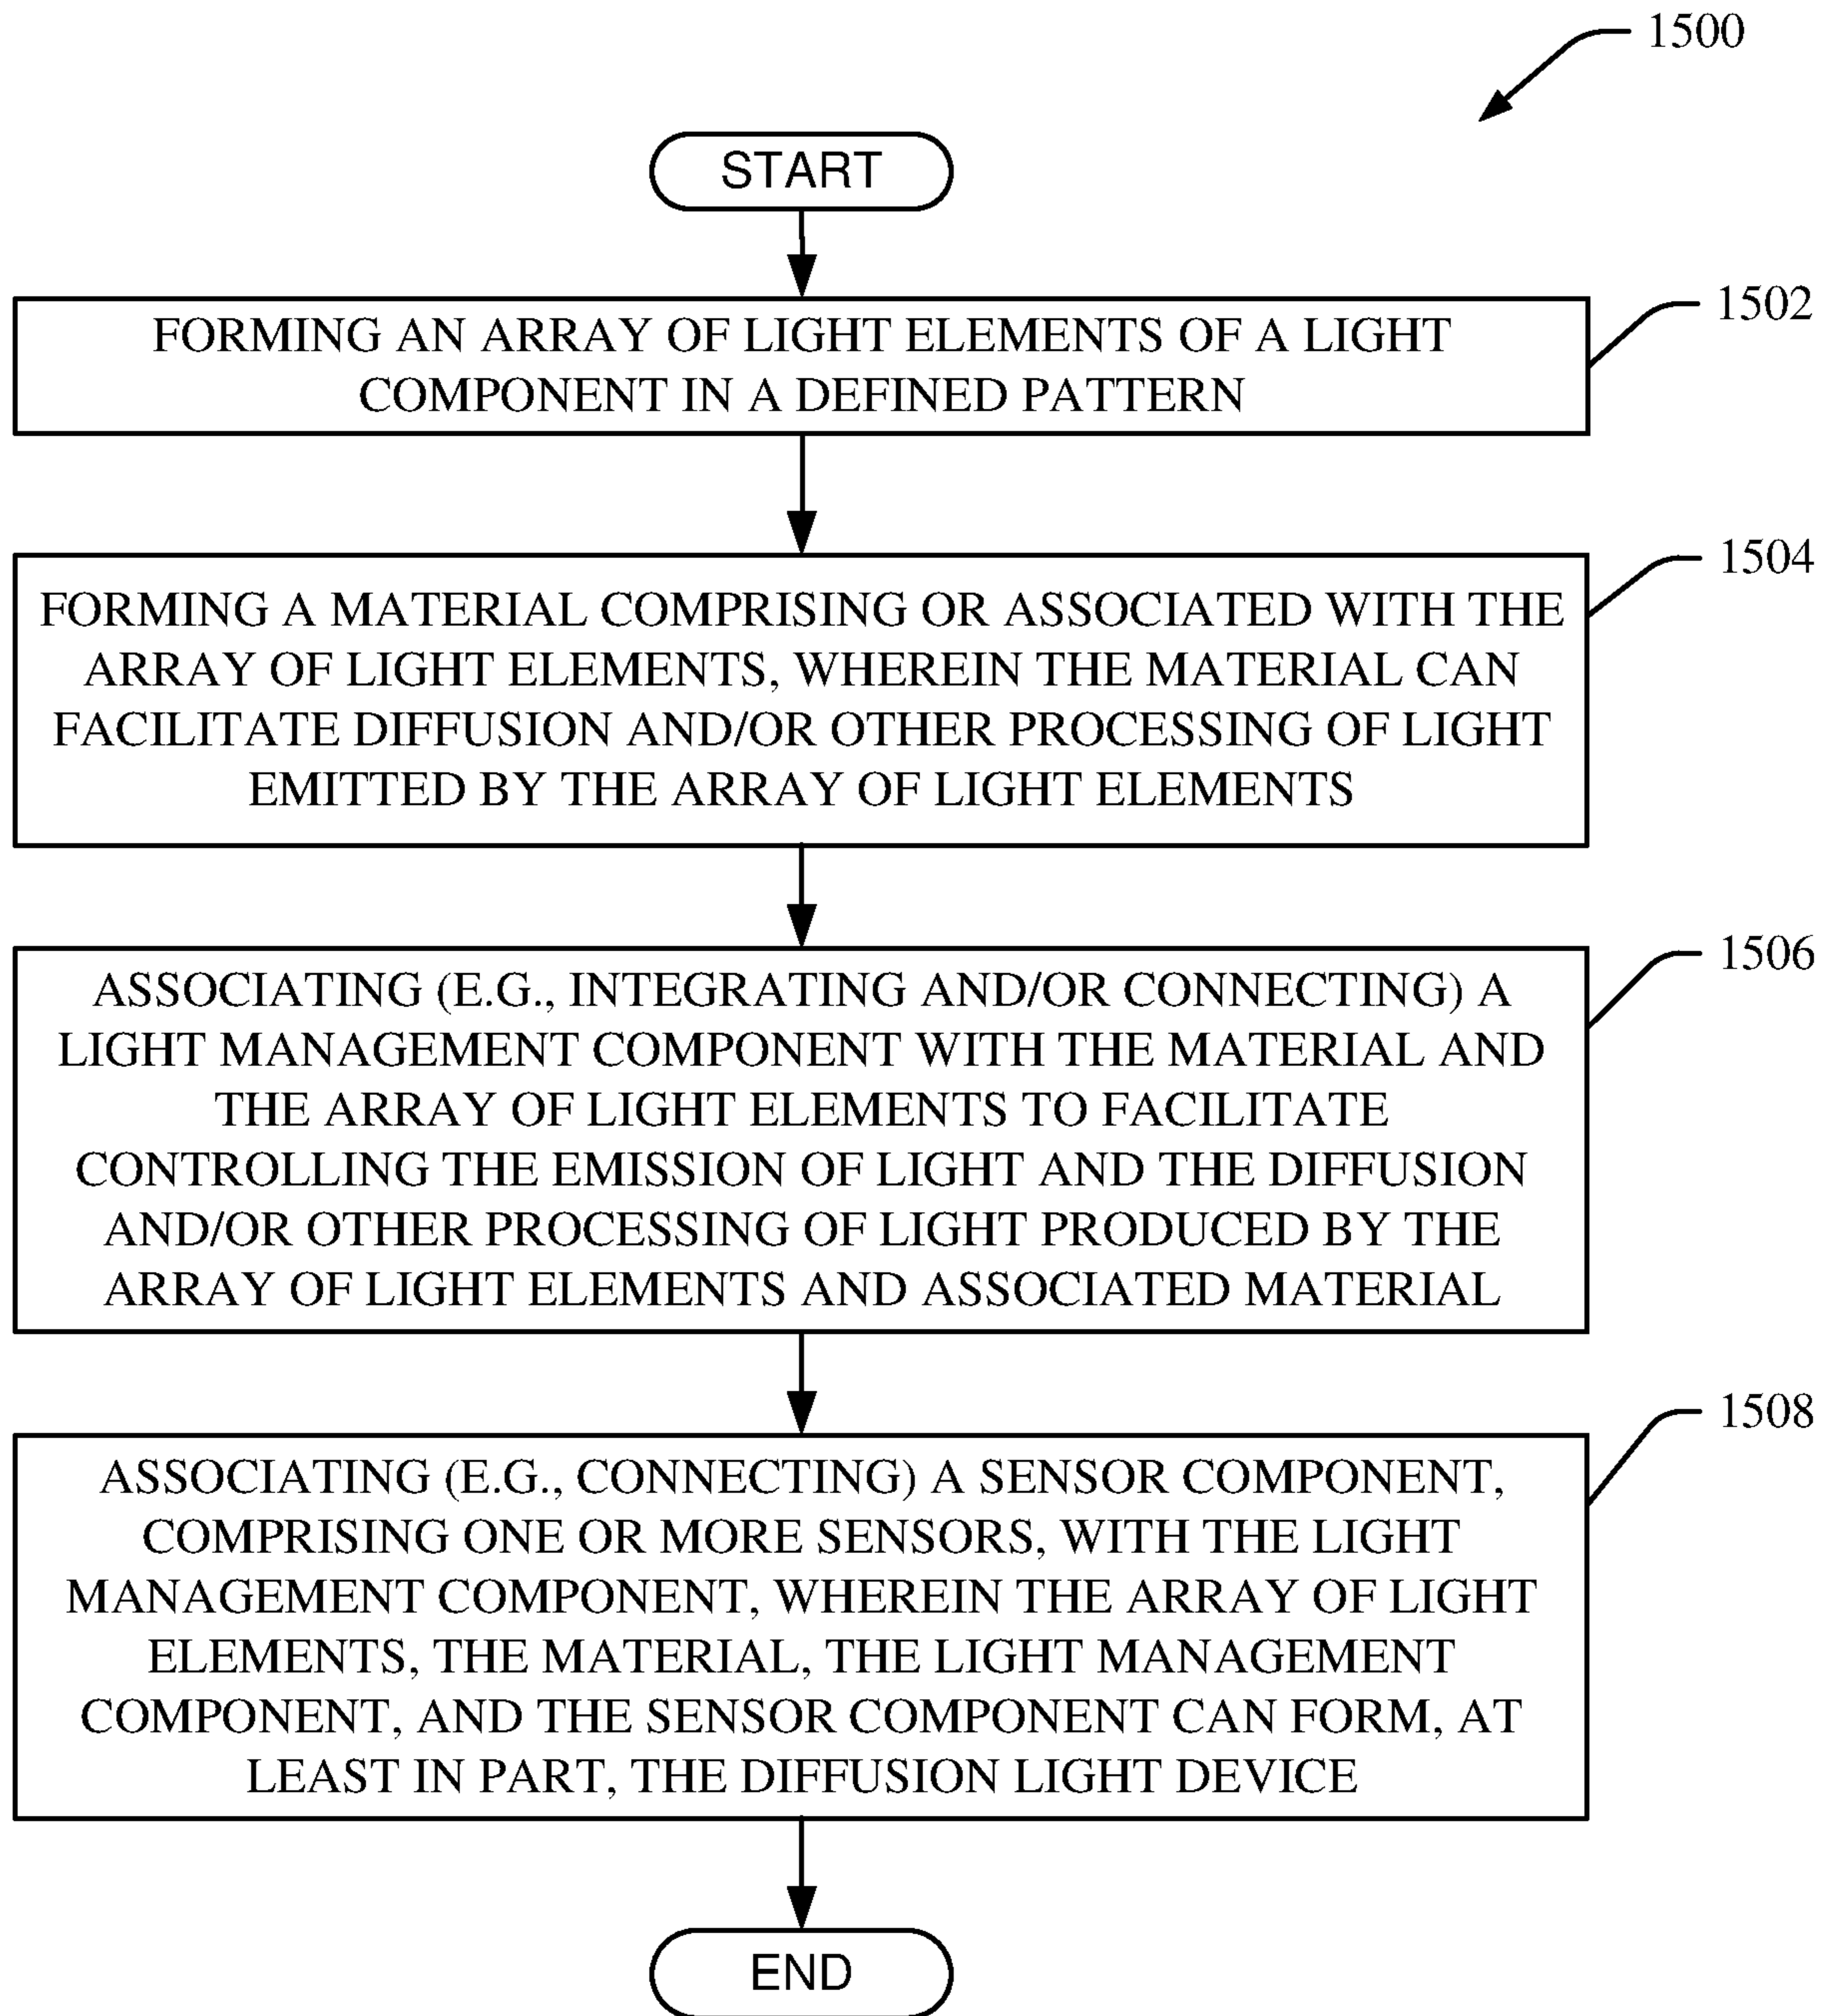 1500
START
1502
FORMING AN ARRAY OF LIGHT ELEMENTS OF A LIGHT
COMPONENT IN A DEFINED PATTERN
1504
FORMING A MATERIAL COMPRISING OR ASSOCIATED WITH THE
ARRAY OF LIGHT ELEMENTS, WHEREIN THE MATERIAL CAN
FACILITATE DIFFUSION AND/OR OTHER PROCESSING OF LIGHT
EMITTED BY THE ARRAY OF LIGHT ELEMENTS
1506
ASSOCIATING (E.G., INTEGRATING AND/OR CONNECTING) A
LIGHT MANAGEMENT COMPONENT WITH THE MATERIAL AND
THE ARRAY OF LIGHT ELEMENTS TO FACILITATE
CONTROLLING THE EMISSION OF LIGHT AND THE DIFFUSION
AND/OR OTHER PROCESSING OF LIGHT PRODUCED BY THE
ARRAY OF LIGHT ELEMENTS AND ASSOCIATED MATERIAL
1508
ASSOCIATING (E.G., CONNECTING) A SENSOR COMPONENT,
COMPRISING ONE OR MORE SENSORS, WITH THE LIGHT
MANAGEMENT COMPONENT, WHEREIN THE ARRAY OF LIGHT
ELEMENTS, THE MATERIAL, THE LIGHT MANAGEMENT
COMPONENT, AND THE SENSOR COMPONENT CAN FORM, AT
LEAST IN PART, THE DIFFUSION LIGHT DEVICE
END